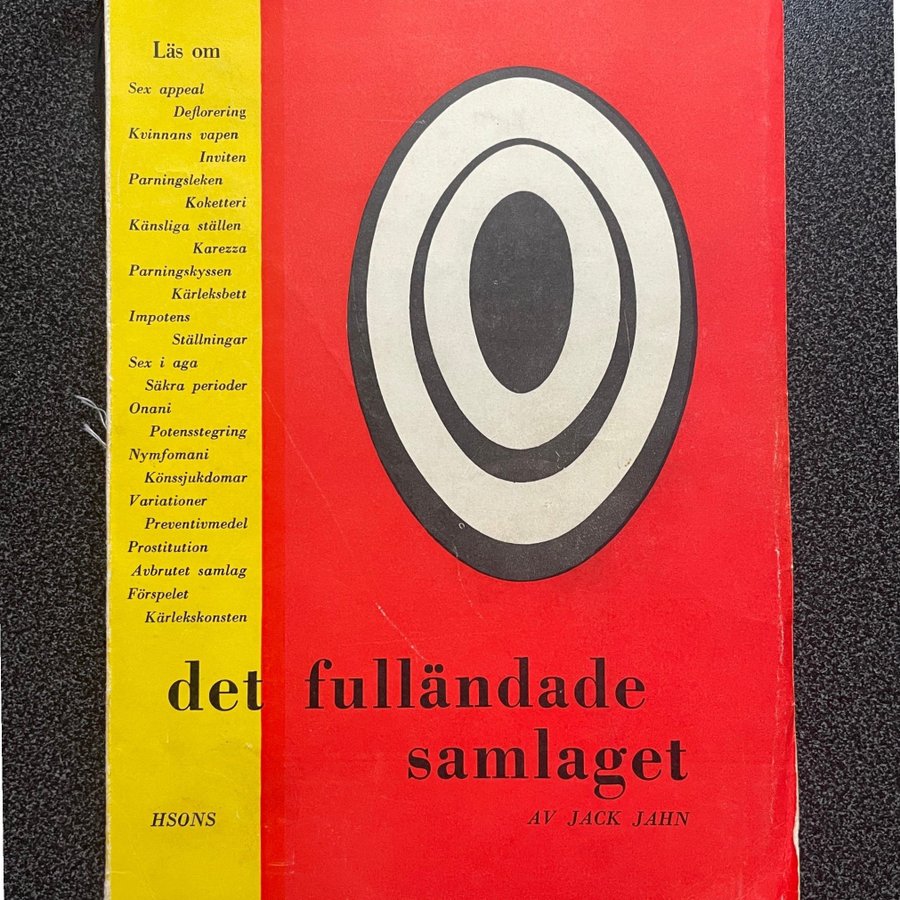 Läs om
Sex appeal
Deflorering
Kvinnans vapen
Inviten
Parningsleken
Koketteri
Känsliga ställen
Karezza
Parningskyssen
Kärleksbett
Impotens
Ställningar
Sex i aga
Säkra perioder
Onani
Potensstegring
Nymfomani
Könssjukdomar
Variationer
Preventivmedel
Prostitution
Avbrutet samlag
Förspelet
Kärlekskonsten
det fulländade
samlaget
HSONS
AV JACK JAHN